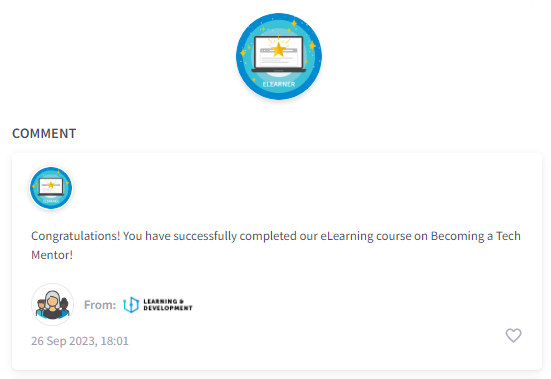 ELEARNER
COMMENT
ELEARNER
Congratulations! You have successfully completed our eLearning course on Becoming a Tech
Mentor!
From: LEARNING &
DEVELOPMENT
26 Sep 2023, 18:01